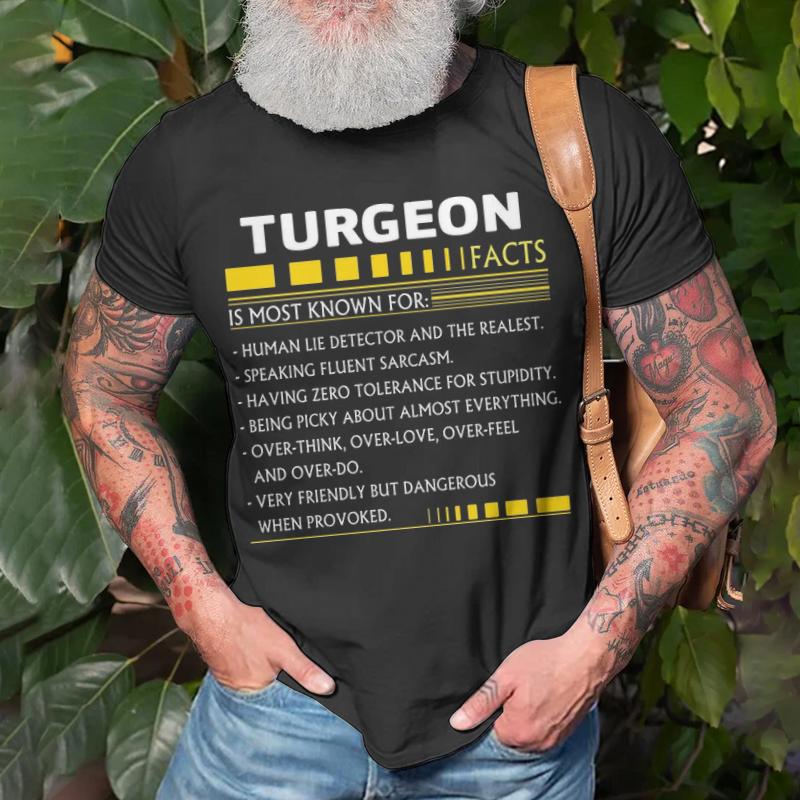 TURGEON
FACTS
IS MOST KNOWN FOR:
- HUMAN LIE DETECTOR AND THE REALEST.
- SPEAKING FLUENT SARCASM.
- HAVING ZERO TOLERANCE FOR STUPIDITY.
- BEING PICKY ABOUT ALMOST EVERYTHING.
- OVER-THINK, OVER-LOVE, OVER-FEEL
AND OVER-DO.
- VERY FRIENDLY BUT DANGEROUS
WHEN PROVOKED.